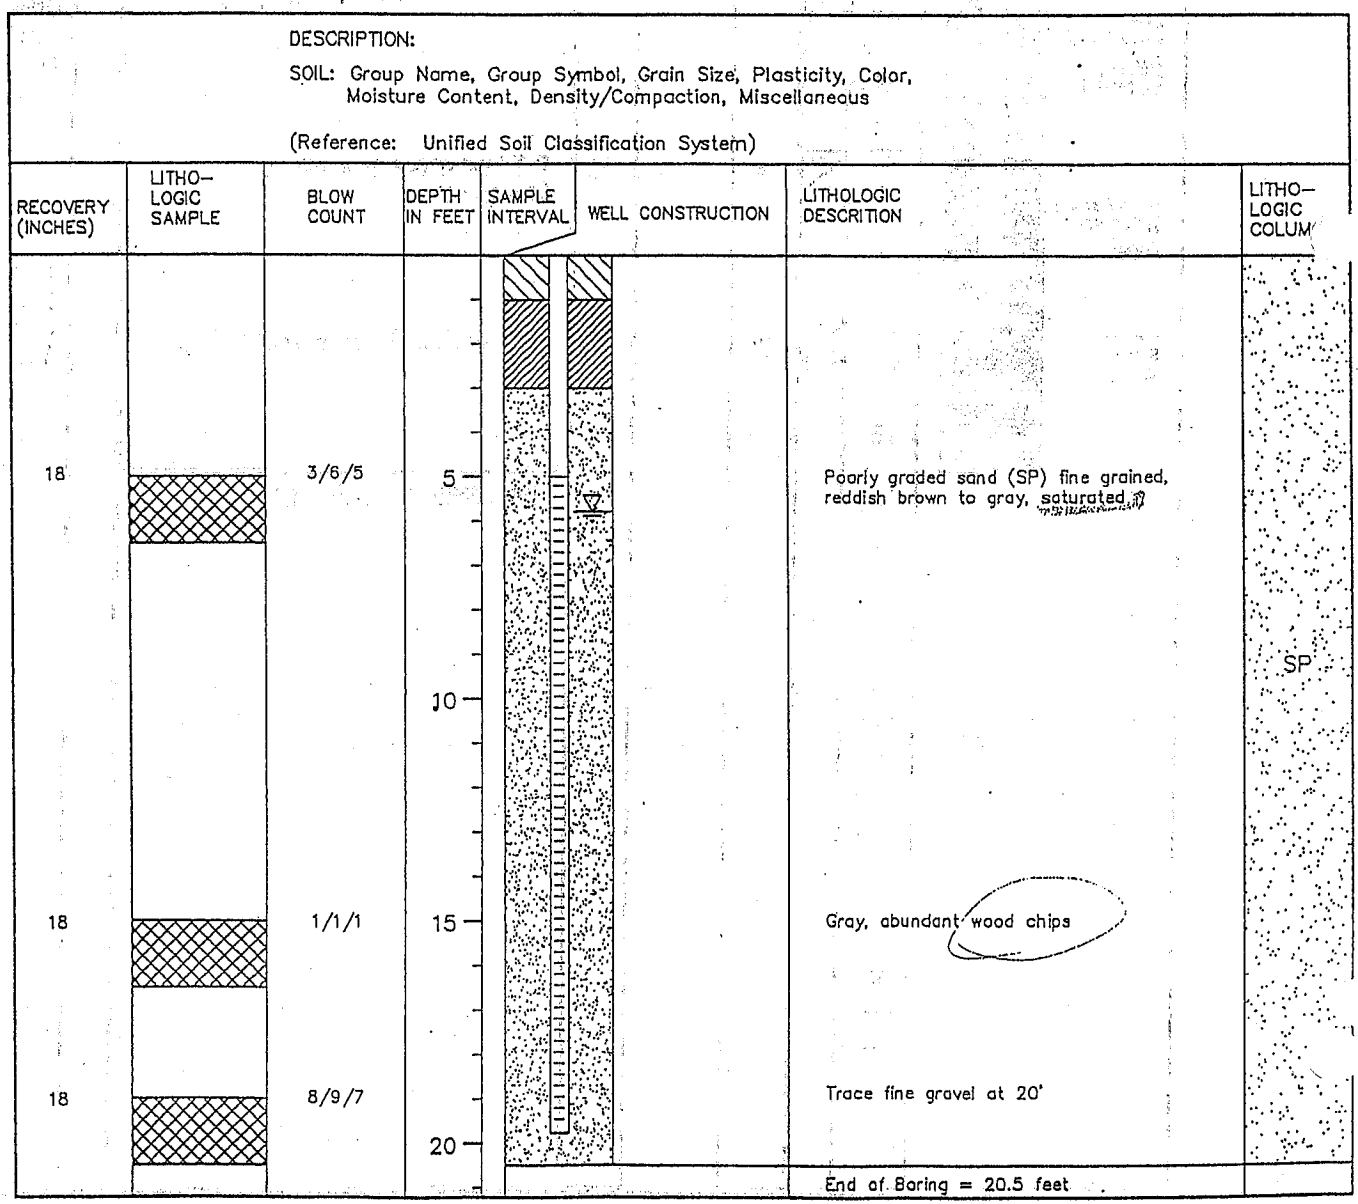 DESCRIPTION:
SOIL: Group Name, Group Symbol, Grain Size, Plasticity, Color,
Moisture Content, Density/Compaction, Miscellaneous
(Reference: Unified Soil Classification System)
RECOVERY
(INCHES)
LITHO-
LOGIC
SAMPLE
BLOW
COUNT
DEPTH
IN FEET
SAMPLE
INTERVAL
WELL CONSTRUCTION
LITHOLOGIC
DESCRITION
LITHO-
LOGIC
COLUM
18
3/6/5
5
Poorly graded sand (SP) fine grained,
reddish brown to gray, saturated
SP
10
18
1/1/1
15
Gray, abundant wood chips
18
8/9/7
Trace fine gravel at 20'
20
End of Boring = 20.5 feet